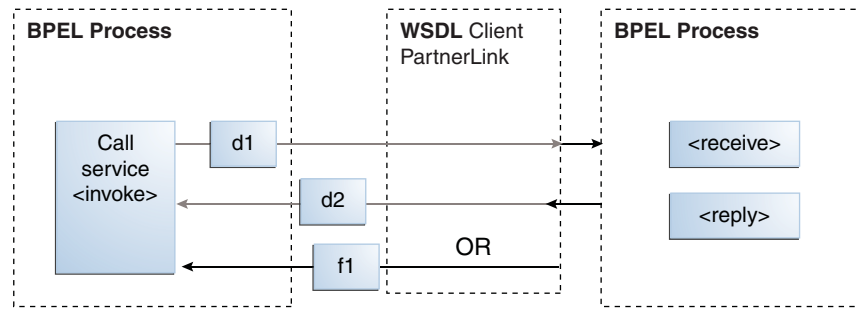 BPEL Process
WSDL Client
PartnerLink
BPEL Process
Call
service
<invoke>
d1
<receive>
d2
<reply>
OR
f1